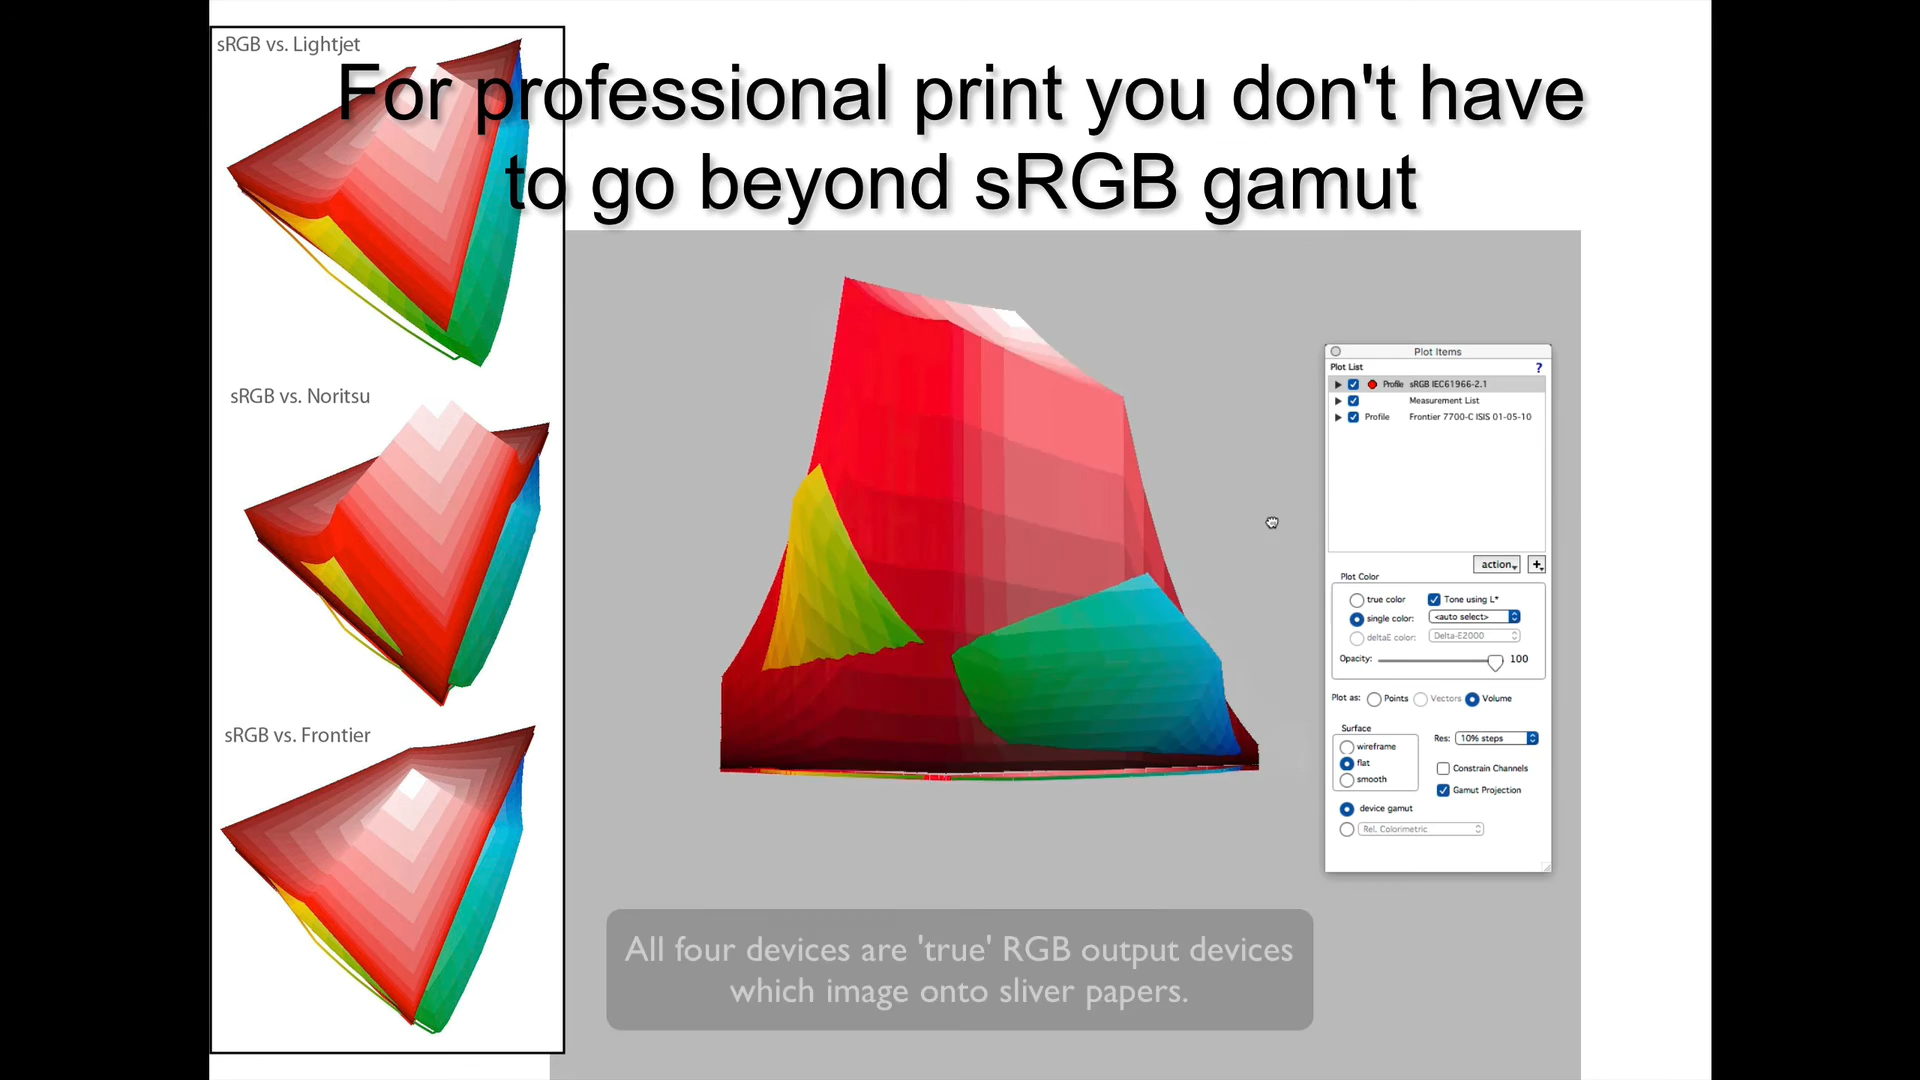 For professional print you don't have
to go beyond sRGB gamut
sRGB vs. Lightjet
sRGB vs. Noritsu
sRGB vs. Frontier
Plot Items
Plot List
?
Profile sRGB IEC61966-2.1
Measurement List
Profile Frontier 7700-C ISIS 01-05-10
action
+
Plot Color
true color
Tone using L*
single color:
<auto select>
deltaE color:
Delta-E2000
Opacity:
100
Plot as:
Points
Vectors
Volume
Surface
wireframe
flat
smooth
Res:
10% steps
Constrain Channels
Gamut Projection
device gamut
Rel. Colorimetric
All four devices are 'true' RGB output devices
which image onto sliver papers.